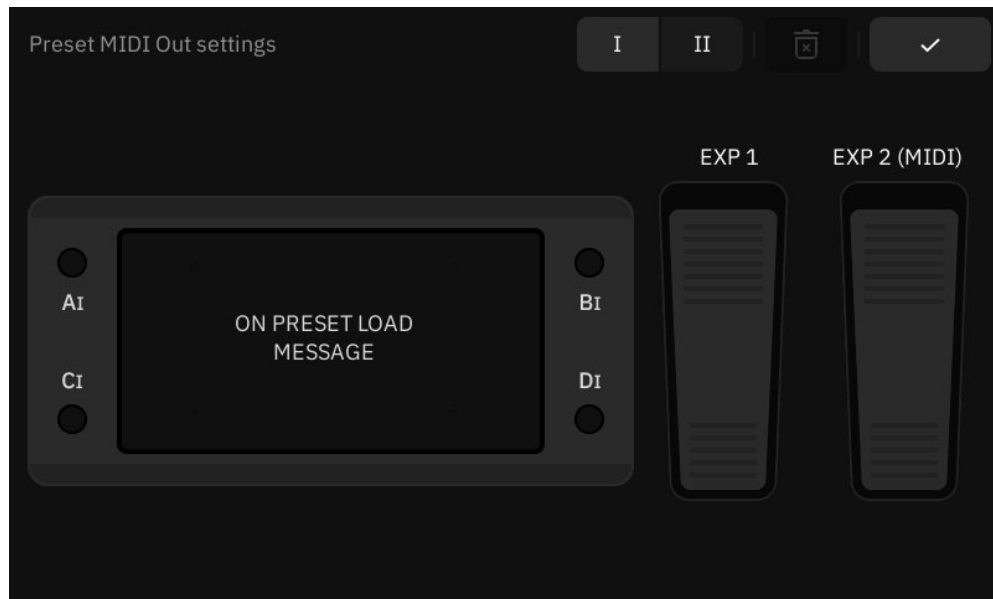 Preset MIDI Out settings
I
II
EXP 1
EXP 2 (MIDI)
AI
BI
ON PRESET LOAD
MESSAGE
CI
DI